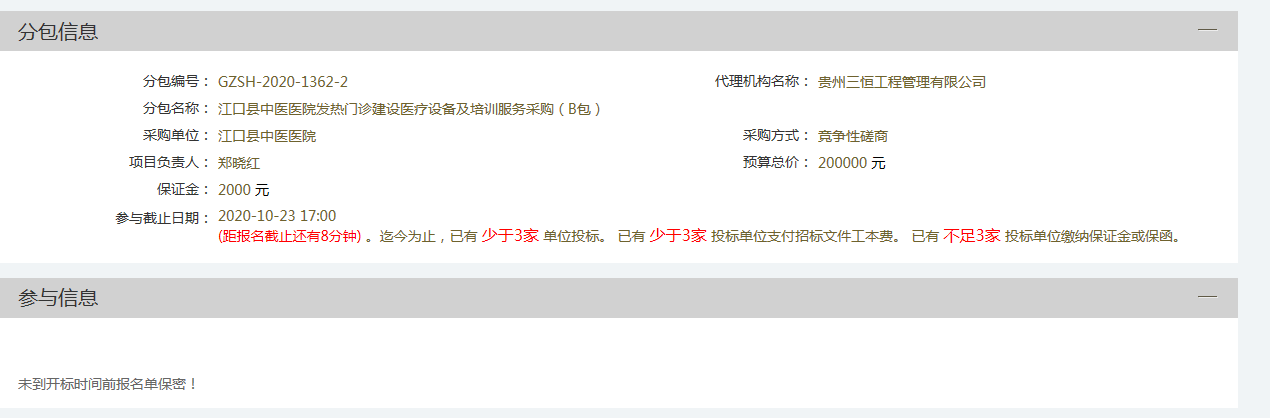 分包信息
分包编号： GZSH-2020-1362-2 代理机构名称： 贵州三恒工程管理有限公司
分包名称： 江口县中医医院发热门诊建设医疗设备及培训服务采购（B包）
采购单位： 江口县中医医院 采购方式： 竞争性磋商
项目负责人： 郑晓红 预算总价： 200000 元
保证金： 2000 元
参与截止日期： 2020-10-23 17:00
(距报名截止还有8分钟) 。迄今为止，已有 少于3家 单位投标。 已有 少于3家 投标单位支付招标文件工本费。 已有 不足3家 投标单位缴纳保证金或保函。
参与信息
未到开标时间前报名单保密！